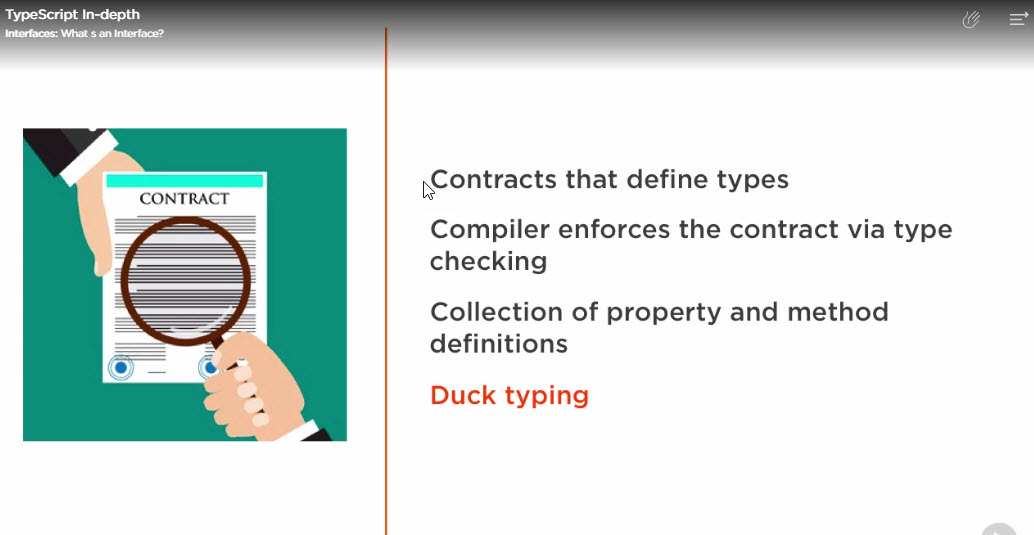 TypeScript In-depth
Interfaces: What s an Interface?
CONTRACT
Contracts that define types
Compiler enforces the contract via type
checking
Collection of property and method
definitions
Duck typing